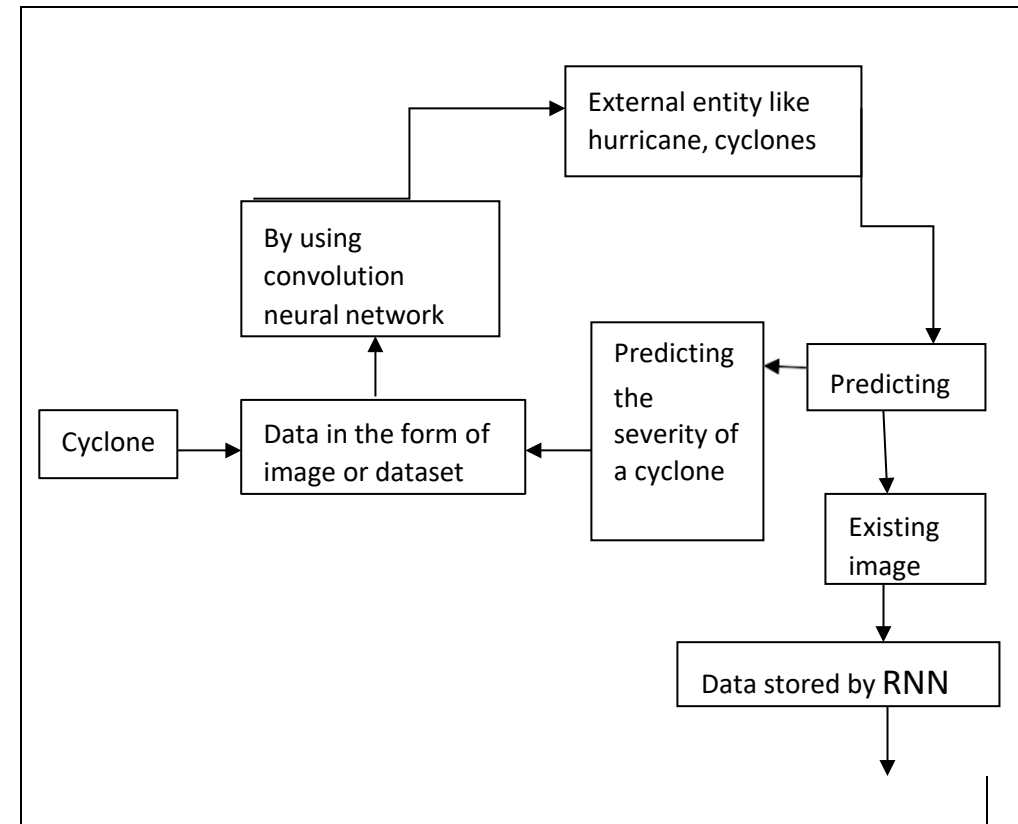 External entity like
hurricane, cyclones
By using
convolution
neural network
Predicting
the
severity of
a cyclone
Predicting
Cyclone
Data in the form of
image or dataset
Existing
image
Data stored by RNN